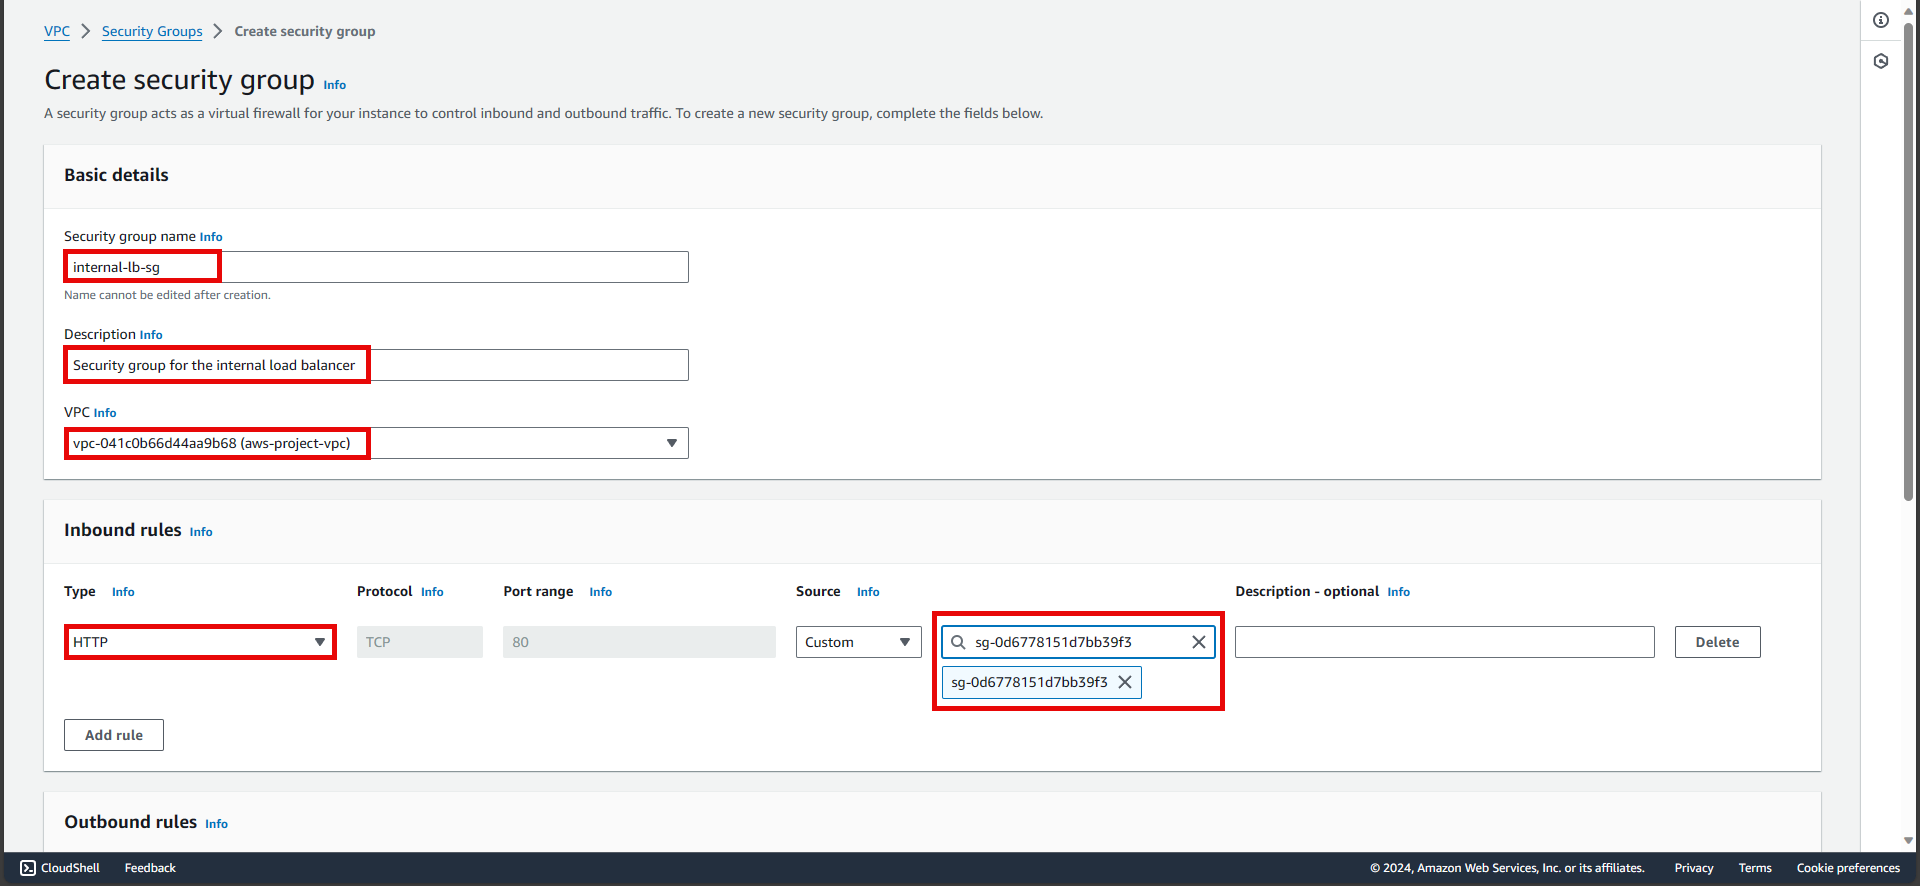 VPC > Security Groups > Create security group
Create security group Info
A security group acts as a virtual firewall for your instance to control inbound and outbound traffic. To create a new security group, complete the fields below.
Basic details
Security group name Info
internal-lb-sg
Name cannot be edited after creation.
Description Info
Security group for the internal load balancer
VPC Info
vpc-041c0b66d44aa9b68 (aws-project-vpc)
Inbound rules Info
Type Info Protocol Info Port range Info Source Info Description - optional Info
HTTP TCP 80 Custom sg-0d6778151d7bb39f3 Delete
sg-0d6778151d7bb39f3
Add rule
Outbound rules Info
CloudShell Feedback © 2024, Amazon Web Services, Inc. or its affiliates. Privacy Terms Cookie preferences